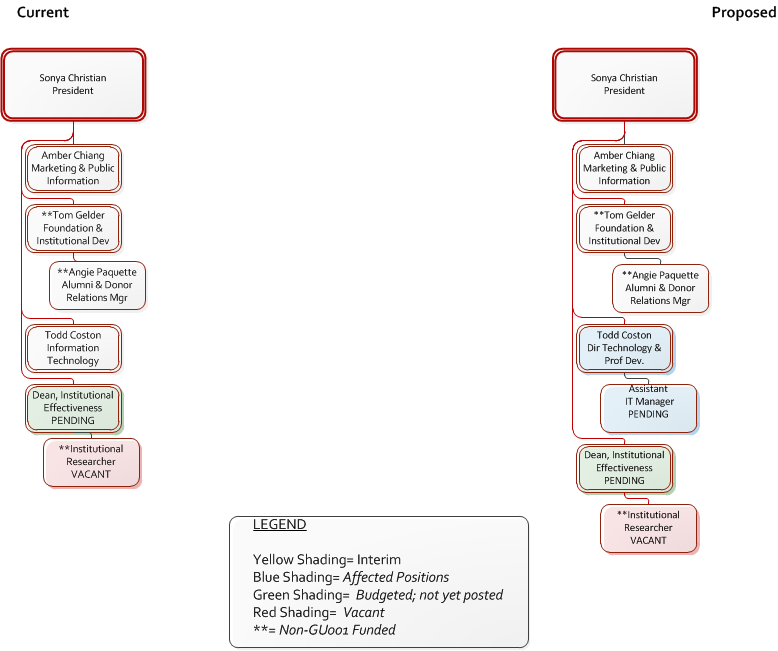 Current
Sonya Christian
President
Amber Chiang
Marketing & Public
Information
**Tom Gelder
Foundation &
Institutional Dev
**Angie Paquette
Alumni & Donor
Relations Mgr
Todd Coston
Information
Technology
Dean, Institutional
Effectiveness
PENDING
**Institutional
Researcher
VACANT
Proposed
Sonya Christian
President
Amber Chiang
Marketing & Public
Information
**Tom Gelder
Foundation &
Institutional Dev
**Angie Paquette
Alumni & Donor
Relations Mgr
Todd Coston
Dir Technology &
Prof Dev.
Assistant
IT Manager
PENDING
Dean, Institutional
Effectiveness
PENDING
**Institutional
Researcher
VACANT
LEGEND
Yellow Shading= Interim
Blue Shading= Affected Positions
Green Shading= Budgeted; not yet posted
Red Shading= Vacant
**= Non-GU001 Funded